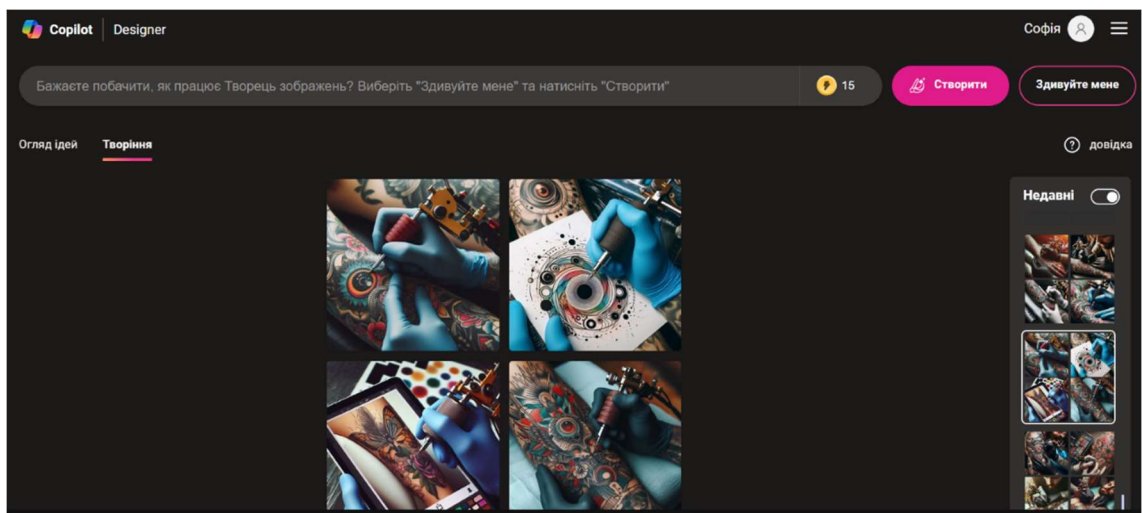 Copilot Designer
Софія
Бажаєте побачити, як працює Творець зображень? Виберіть "Здивуйте мене" та натисніть "Створити"
15
Створити
Здивуйте мене
Огляд ідей Творіння
довідка
Недавні